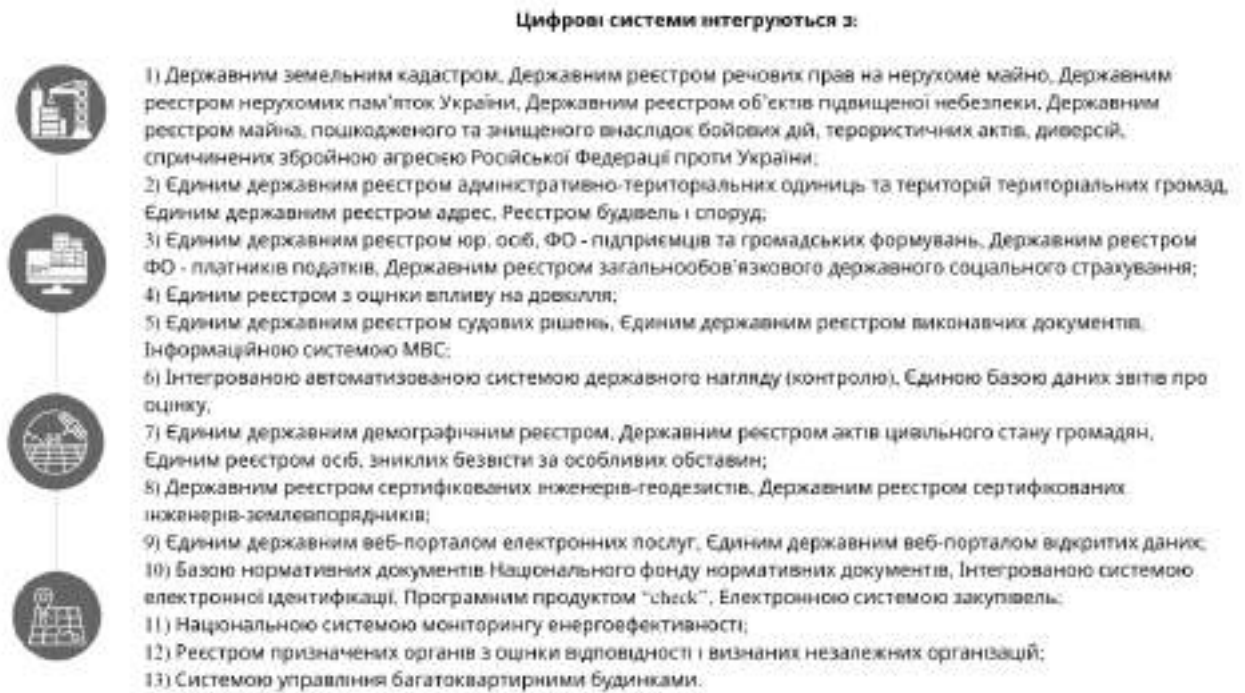 Цифрові системи інтегруються з:
1) Державним земельним кадастром, Державним реєстром речових прав на нерухоме майно, Державним
реєстром нерухомих пам’яток України, Державним реєстром об’єктів підвищеної небезпеки, Державним
реєстром майна, пошкодженого та знищеного внаслідок бойових дій, терористичних актів, диверсій,
спричинених збройною агресією Російської Федерації проти України;
2) Єдиним державним реєстром адміністративно-територіальних одиниць та територій територіальних громад,
Єдиним державним реєстром адрес, Реєстром будівель і споруд;
3) Єдиним державним реєстром юр. осіб, ФО - підприємців та громадських формувань, Державним реєстром
ФО - платників податків, Державним реєстром загальнообов’язкового державного соціального страхування;
4) Єдиним реєстром з оцінки впливу на довкілля;
5) Єдиним державним реєстром судових рішень, Єдиним державним реєстром виконавчих документів,
Інформаційною системою МВС;
6) Інтегрованою автоматизованою системою державного нагляду (контролю), Єдиною базою даних звітів про
оцінку;
7) Єдиним державним демографічним реєстром, Державним реєстром актів цивільного стану громадян,
Єдиним реєстром осіб, зниклих безвісти за особливих обставин;
8) Державним реєстром сертифікованих інженерів-геодезистів, Державним реєстром сертифікованих
інженерів-землевпорядників;
9) Єдиним державним веб-порталом електронних послуг, Єдиним державним веб-порталом відкритих даних;
10) Базою нормативних документів Національного фонду нормативних документів, Інтегрованою системою
електронної ідентифікації, Програмним продуктом “check”, Електронною системою закупівель;
11) Національною системою моніторингу енергоефективності;
12) Реєстром призначених органів з оцінки відповідності і визнаних незалежних організацій;
13) Системою управління багатоквартирними будинками.